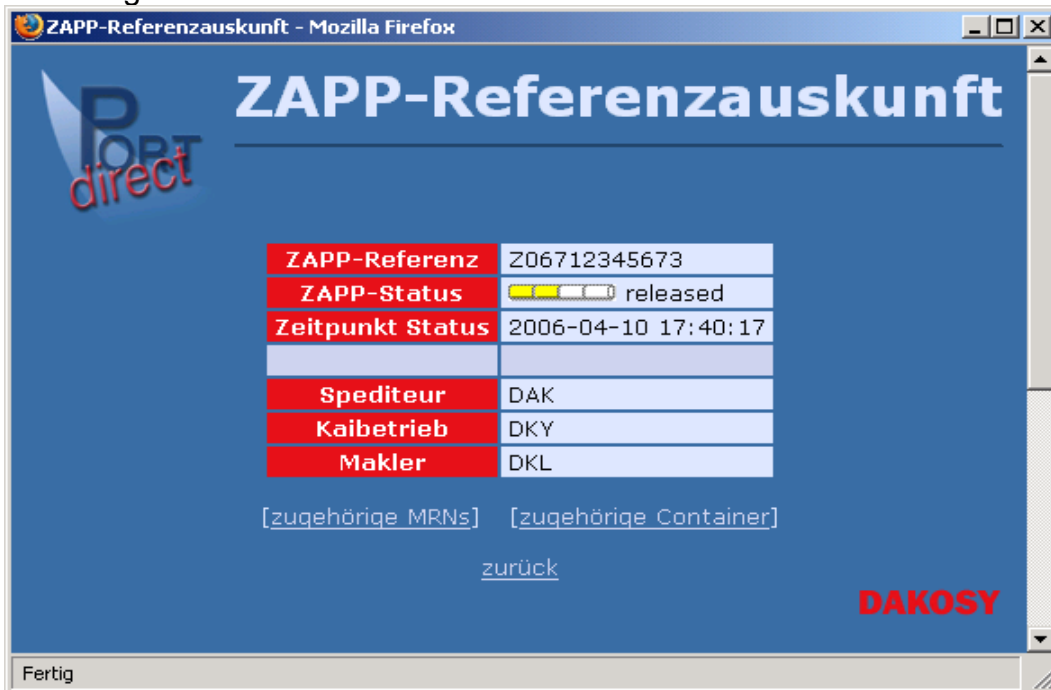 ZAPP-Referenzauskunft - Mozilla Firefox
PORT
direct
ZAPP-Referenzauskunft
ZAPP-Referenz Z06712345673
ZAPP-Status released
Zeitpunkt Status 2006-04-10 17:40:17
Spediteur DAK
Kaibetrieb DKY
Makler DKL
[zugehörige MRNs] [zugehörige Container]
zurück
DAKOSY
Fertig